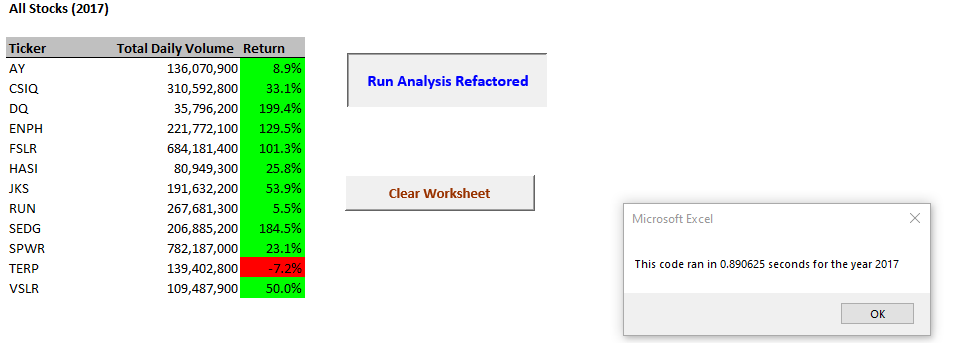 All Stocks (2017)
Ticker Total Daily Volume Return
AY 136,070,900 8.9%
CSIQ 310,592,800 33.1%
DQ 35,796,200 199.4%
ENPH 221,772,100 129.5%
FSLR 684,181,400 101.3%
HASI 80,949,300 25.8%
JKS 191,632,200 53.9%
RUN 267,681,300 5.5%
SEDG 206,885,200 184.5%
SPWR 782,187,000 23.1%
TERP 139,402,800 -7.2%
VSLR 109,487,900 50.0%
Run Analysis Refactored
Clear Worksheet
Microsoft Excel
This code ran in 0.890625 seconds for the year 2017
OK